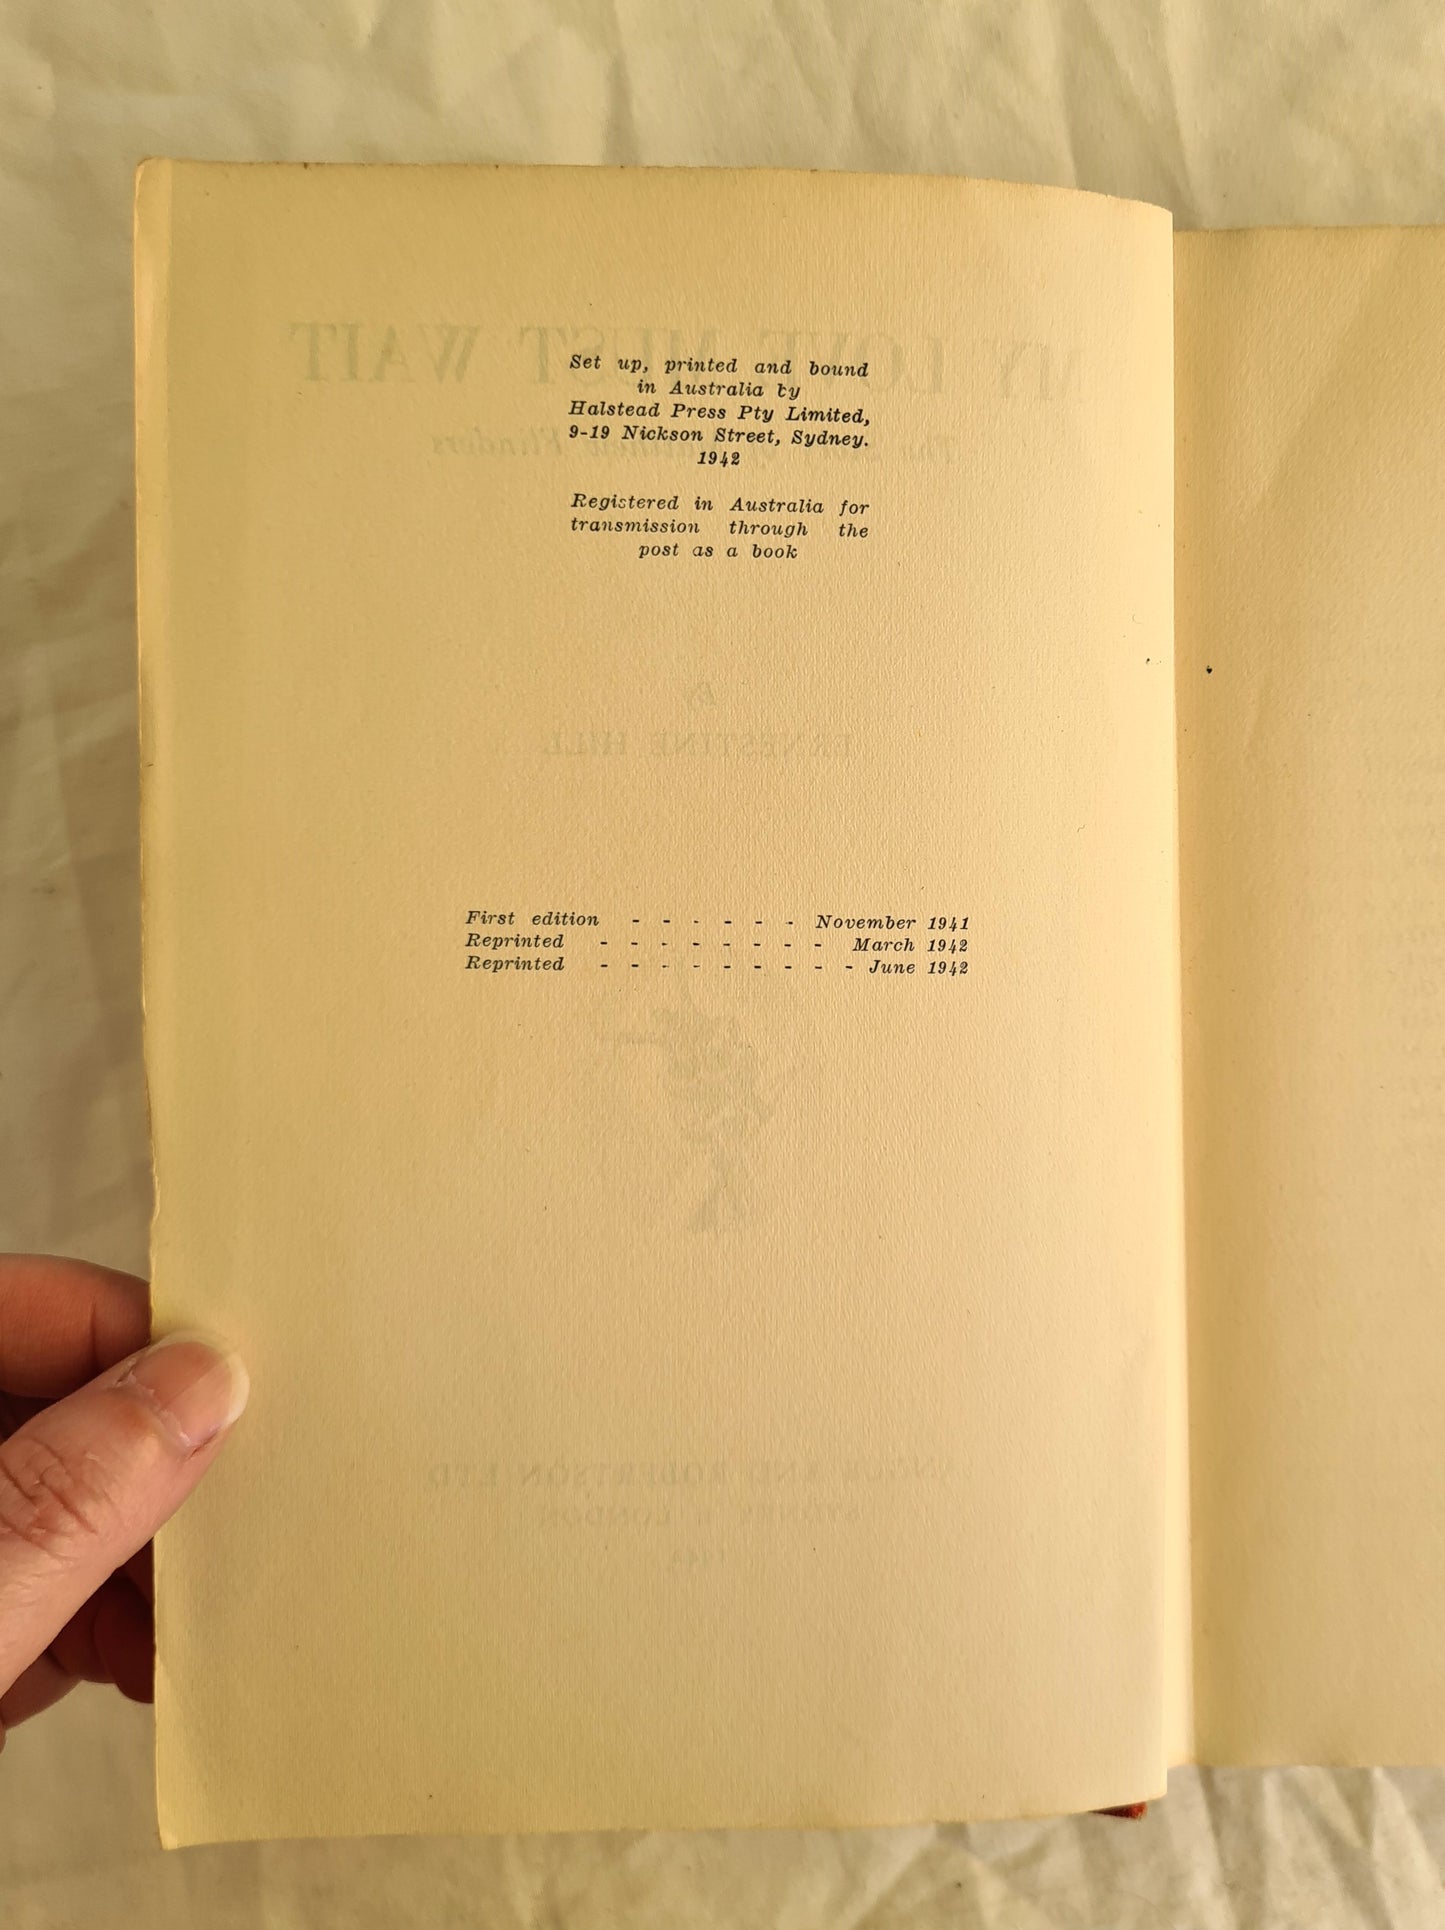 Set up, printed and bound
in Australia by
Halstead Press Pty Limited,
9-19 Nickson Street, Sydney.
1942
Registered in Australia for
transmission through the
post as a book
First edition - - - - - - November 1941
Reprinted - - - - - - - - March 1942
Reprinted - - - - - - - - - June 1942